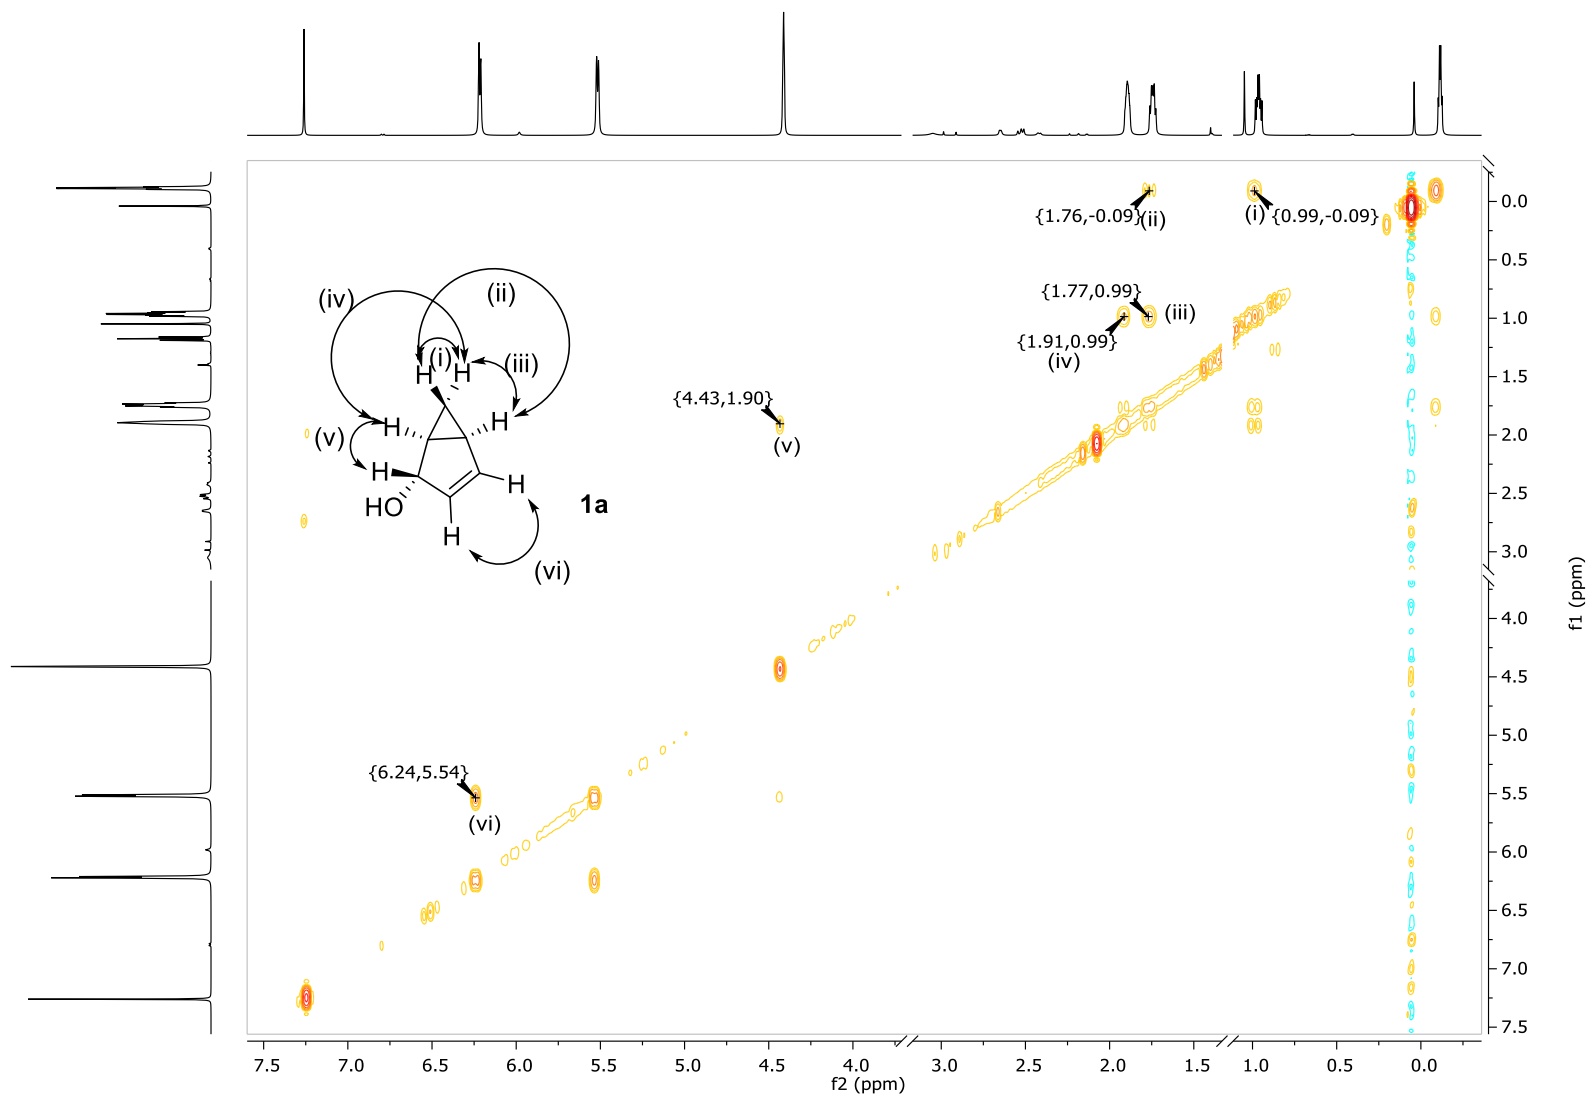 0.0
{1.76,-0.09}
(ii)
(i)
{0.99,-0.09}
0.5
(iv)
(ii)
{1.77,0.99}
(iii)
1.0
{1.91,0.99}
(iv)
(i)
(iii)
H
H
1.5
{4.43,1.90}
(v)
H
H
(v)
2.0
H
H
HO
1a
2.5
H
(vi)
3.0
4.0
4.5
5.0
{6.24,5.54}
(vi)
5.5
6.0
6.5
7.0
7.5
f1 (ppm)
7.5 7.0 6.5 6.0 5.5 5.0 4.5 4.0 3.0 2.5 2.0 1.5 1.0 0.5 0.0
f2 (ppm)